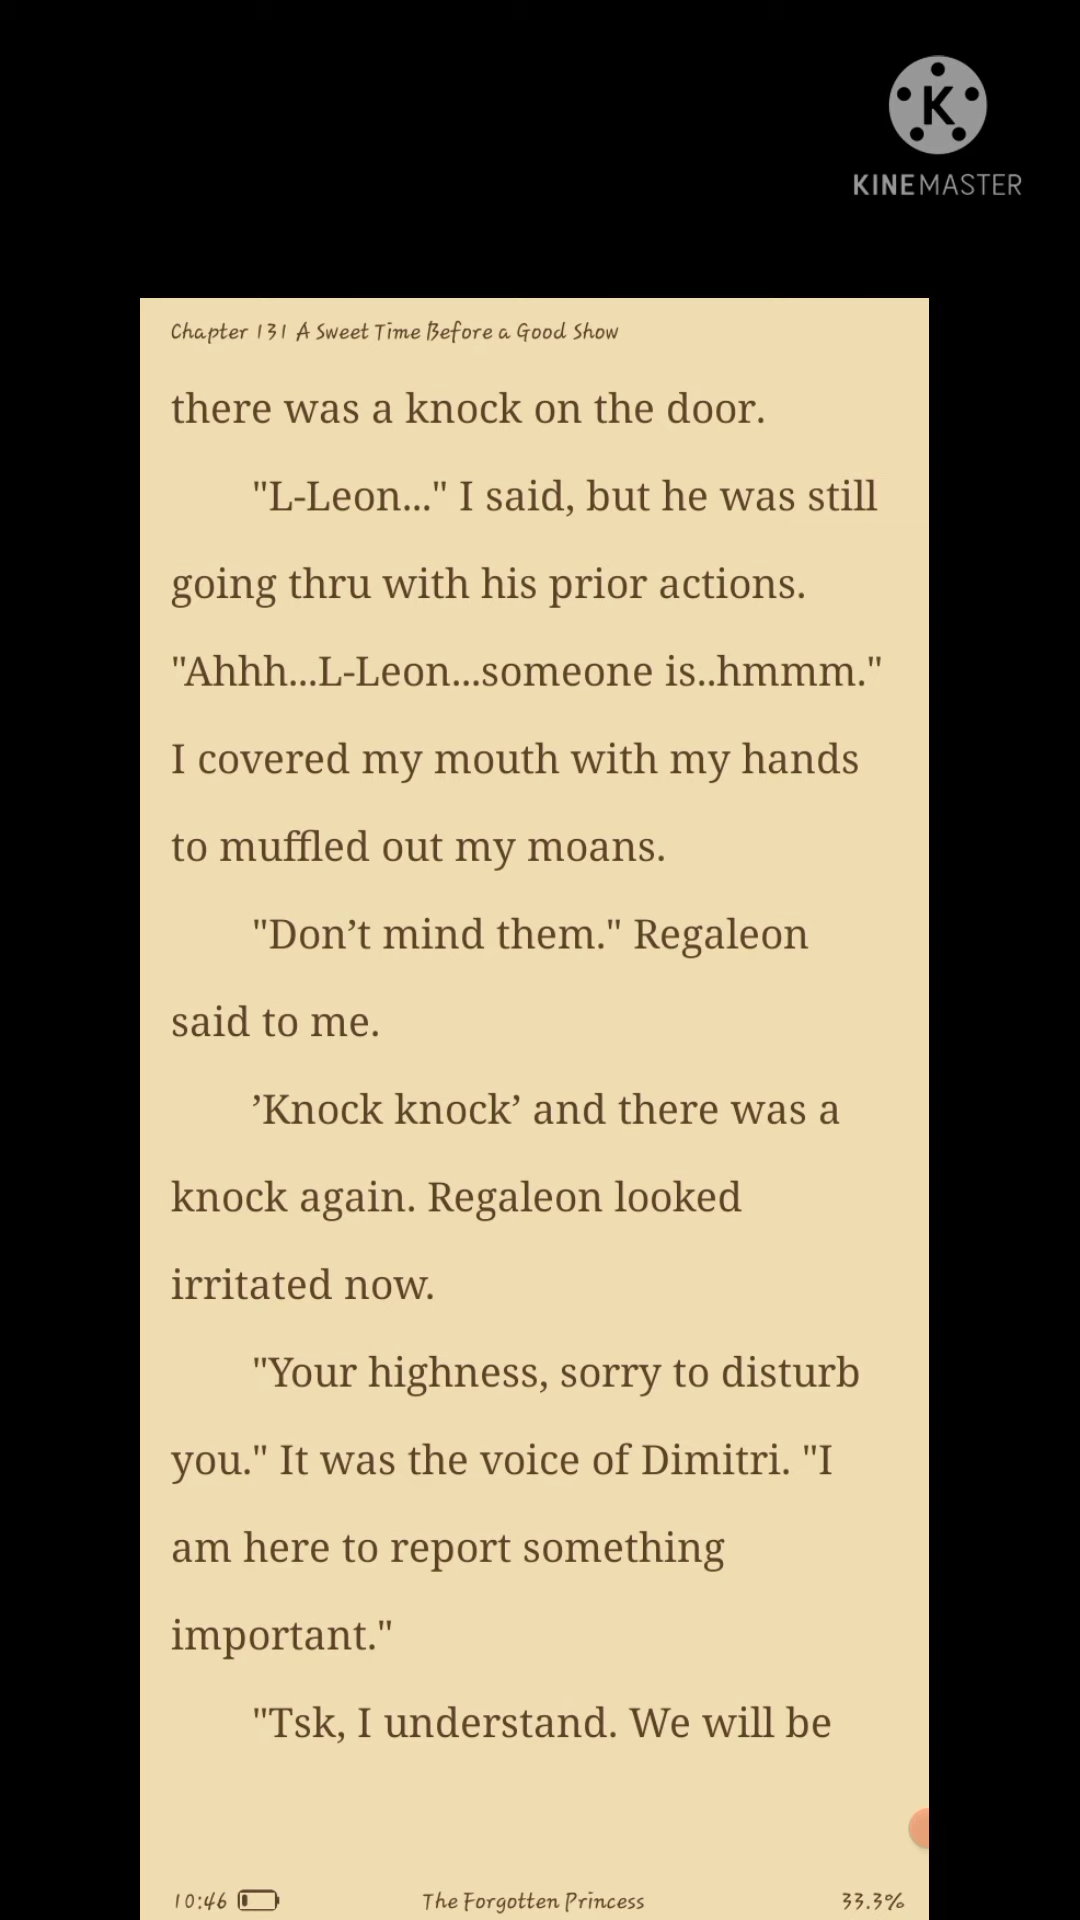 K
KINEMASTER
Chapter 131 A Sweet Time Before a Good Show
there was a knock on the door.
"L-Leon..." I said, but he was still
going thru with his prior actions.
"Ahhh...L-Leon...someone is..hmmm."
I covered my mouth with my hands
to muffled out my moans.
"Don’t mind them." Regaleon
said to me.
’Knock knock’ and there was a
knock again. Regaleon looked
irritated now.
"Your highness, sorry to disturb
you." It was the voice of Dimitri. "I
am here to report something
important."
"Tsk, I understand. We will be
10:46 The Forgotten Princess 33.3%